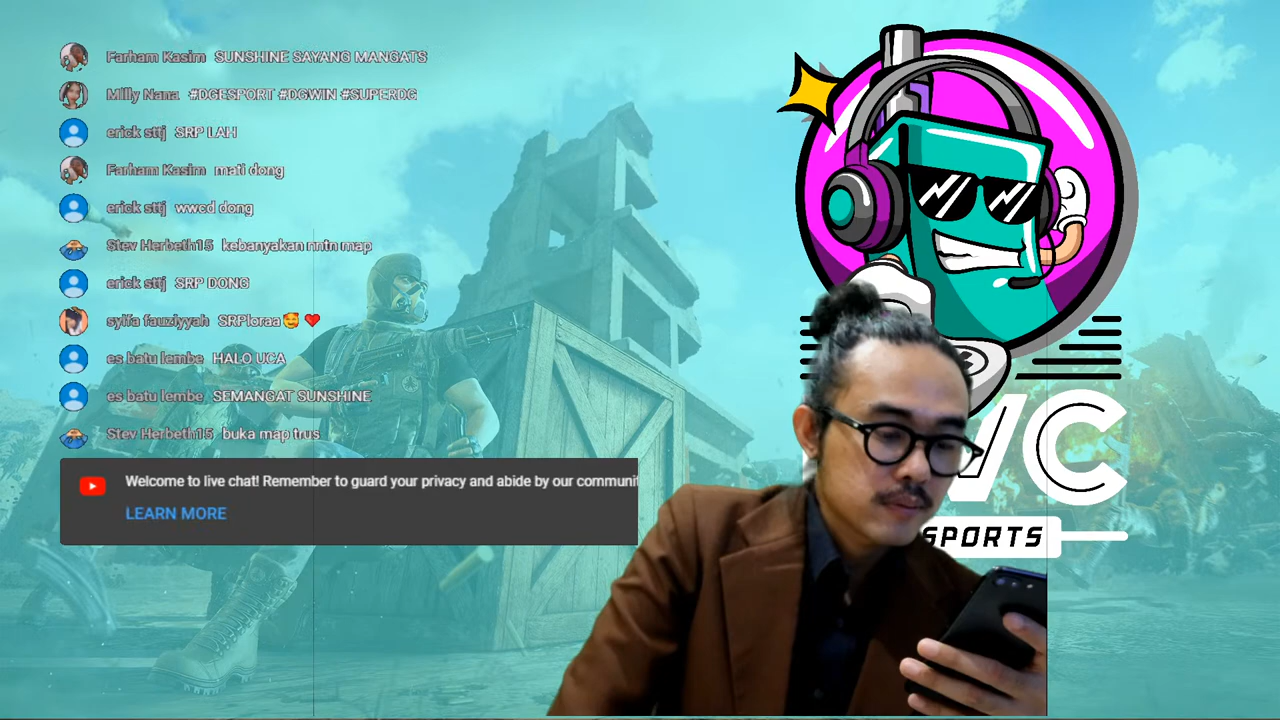 Farham Kasim SUNSHINE SAYANG MANGATS
Milly Nana #DGESPORT #DGWIN #SUPERDG
erick sttj SRP LAH
Farham Kasim mati dong
erick sttj wwcd dong
Stev Herbeth15 kebanyakan nntn map
erick sttj SRP DONG
syifa fauziyyah SRPloraa🥰 ❤️
es batu lembe HALO UCA
es batu lembe SEMANGAT SUNSHINE
Stev Herbeth15 buka map trus
Welcome to live chat! Remember to guard your privacy and abide by our communi
LEARN MORE
VC
SPORTS